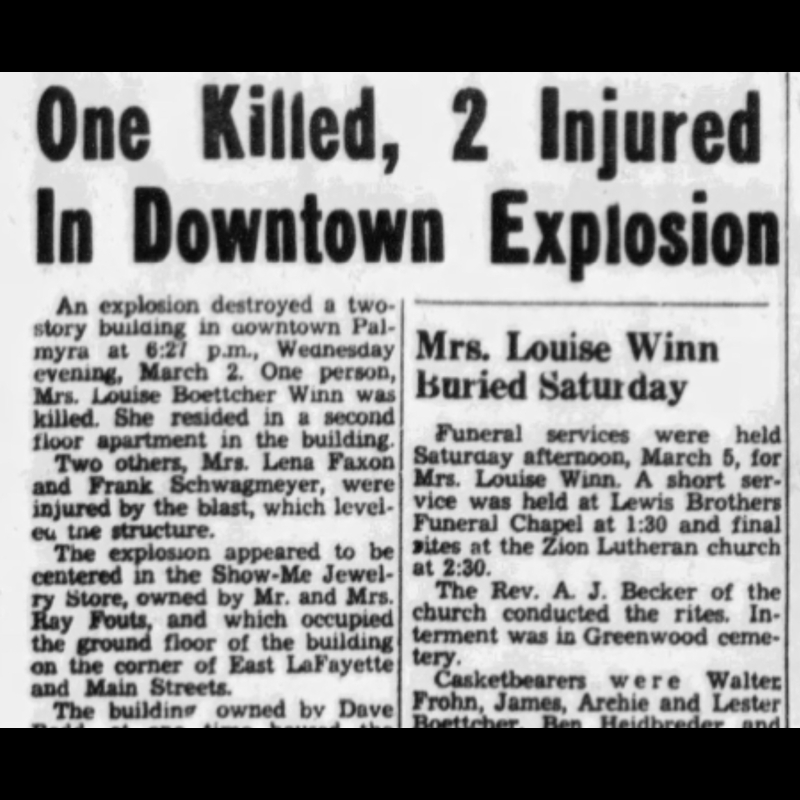 One Killed, 2 Injured
In Downtown Explosion
An explosion destroyed a two-
story building in downtown Pal-
myra at 6:27 p.m., Wednesday
evening, March 2. One person,
Mrs. Louise Boettcher Winn was
killed. She resided in a second
floor apartment in the building.
Two others, Mrs. Lena Faxon
and Frank Schwagmeyer, were
injured by the blast, which level-
ed the structure.
The explosion appeared to be
centered in the Show-Me Jewel-
ry Store, owned by Mr. and Mrs.
Ray Fouts, and which occupied
the ground floor of the building
on the corner of East LaFayette
and Main Streets.
The building owned by Dave
at one time housed the
Mrs. Louise Winn
Buried Saturday
Funeral services were held
Saturday afternoon, March 5, for
Mrs. Louise Winn. A short ser-
vice was held at Lewis Brothers
Funeral Chapel at 1:30 and final
rites at the Zion Lutheran church
at 2:30.
The Rev. A. J. Becker of the
church conducted the rites. In-
terment was in Greenwood ceme-
tery.
Casketbearers were Walter
Frohn, James, Archie and Lester
Boettcher, Ben Heidbreder and